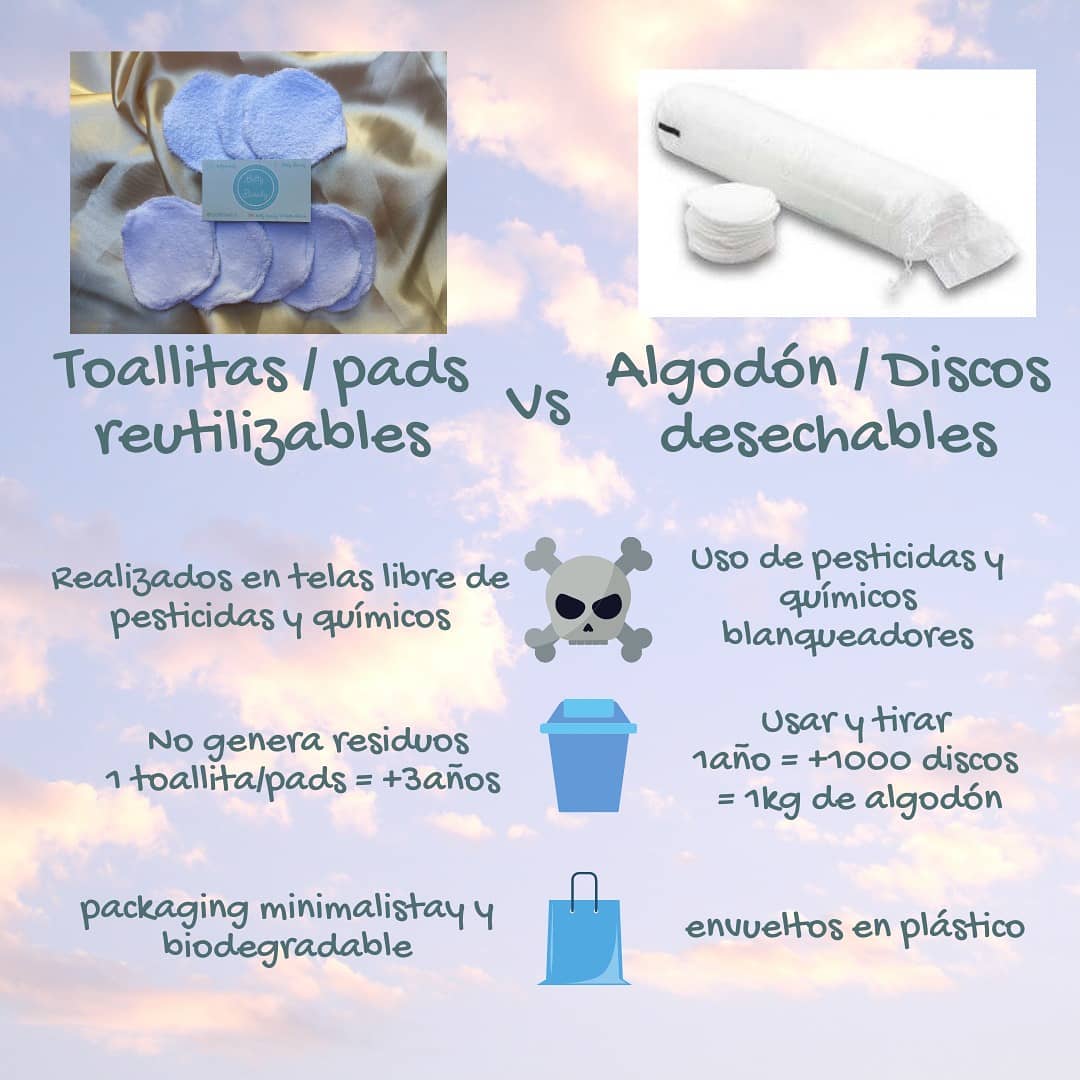 Betty
Beauty
Toallitas / pads
reutilizables
vs
Algodón / Discos
desechables
Realizados en telas libre de
pesticidas y químicos
Uso de pesticidas y
químicos
blanqueadores
No genera residuos
1 toallita/pads = +3años
Usar y tirar
1año = +1000 discos
= 1kg de algodón
packaging minimalistay y
biodegradable
envueltos en plástico